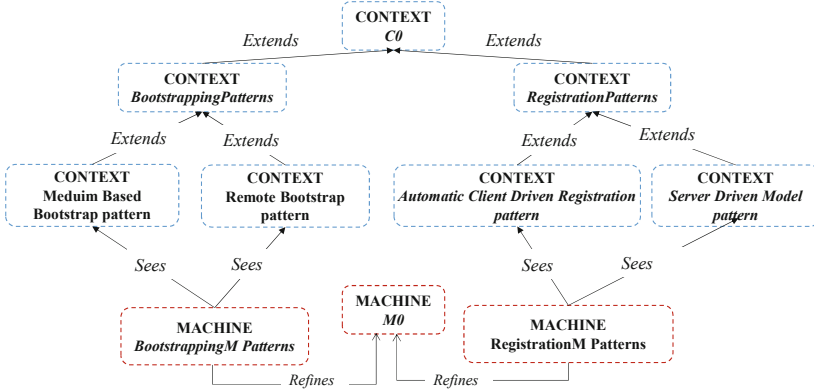 CONTEXT
C0
Extends
Extends
CONTEXT
BootstrappingPatterns
CONTEXT
RegistrationPatterns
Extends
Extends
Extends
Extends
CONTEXT
Meduim Based
Bootstrap pattern
CONTEXT
Remote Bootstrap
pattern
CONTEXT
Automatic Client Driven Registration
pattern
CONTEXT
Server Driven Model
pattern
Sees
Sees
Sees
Sees
MACHINE
BootstrappingM Patterns
MACHINE
M0
MACHINE
RegistrationM Patterns
Refines
Refines